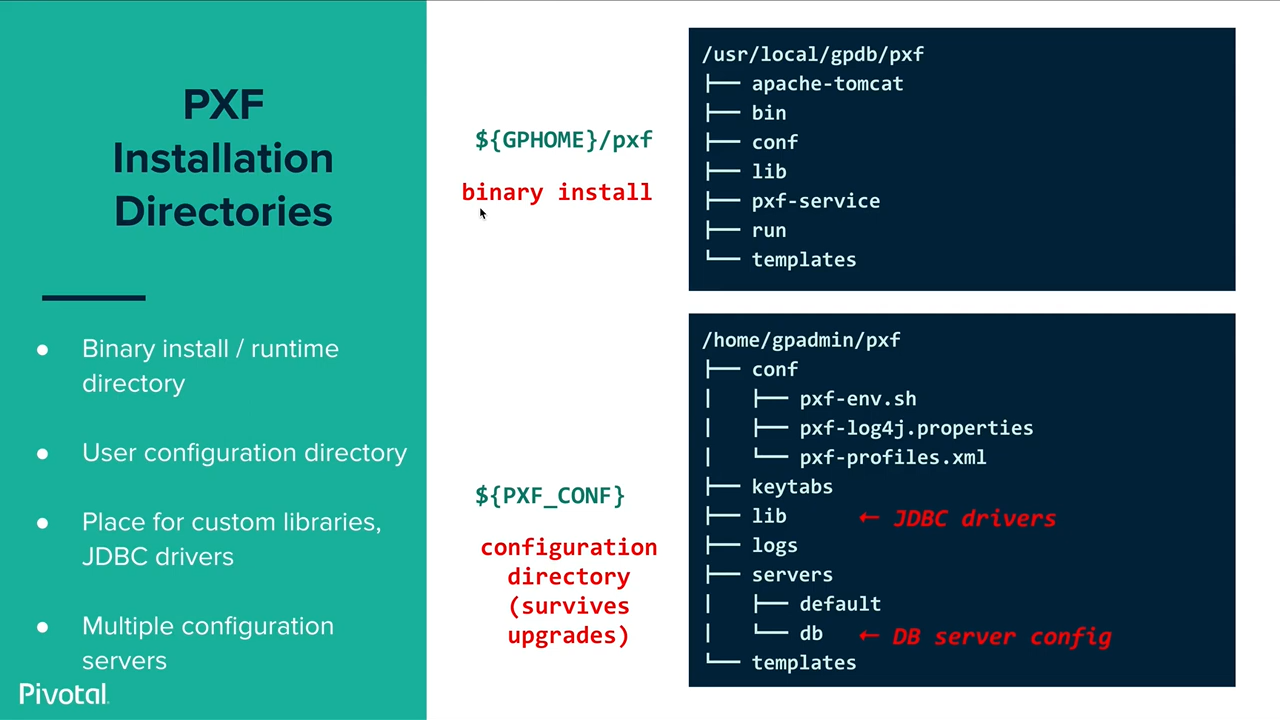 PXF
Installation
Directories
● Binary install / runtime
directory
● User configuration directory
● Place for custom libraries,
JDBC drivers
● Multiple configuration
servers
Pivotal.
${GPHOME}/pxf
binary install
/usr/local/gpdb/pxf
├── apache-tomcat
├── bin
├── conf
├── lib
├── pxf-service
├── run
└── templates
${PXF_CONF}
configuration
directory
(survives
upgrades)
/home/gpadmin/pxf
├── conf
|   ├── pxf-env.sh
|   ├── pxf-log4j.properties
|   └── pxf-profiles.xml
├── keytabs
├── lib ← JDBC drivers
├── logs
├── servers
|   ├── default
|   └── db ← DB server config
└── templates